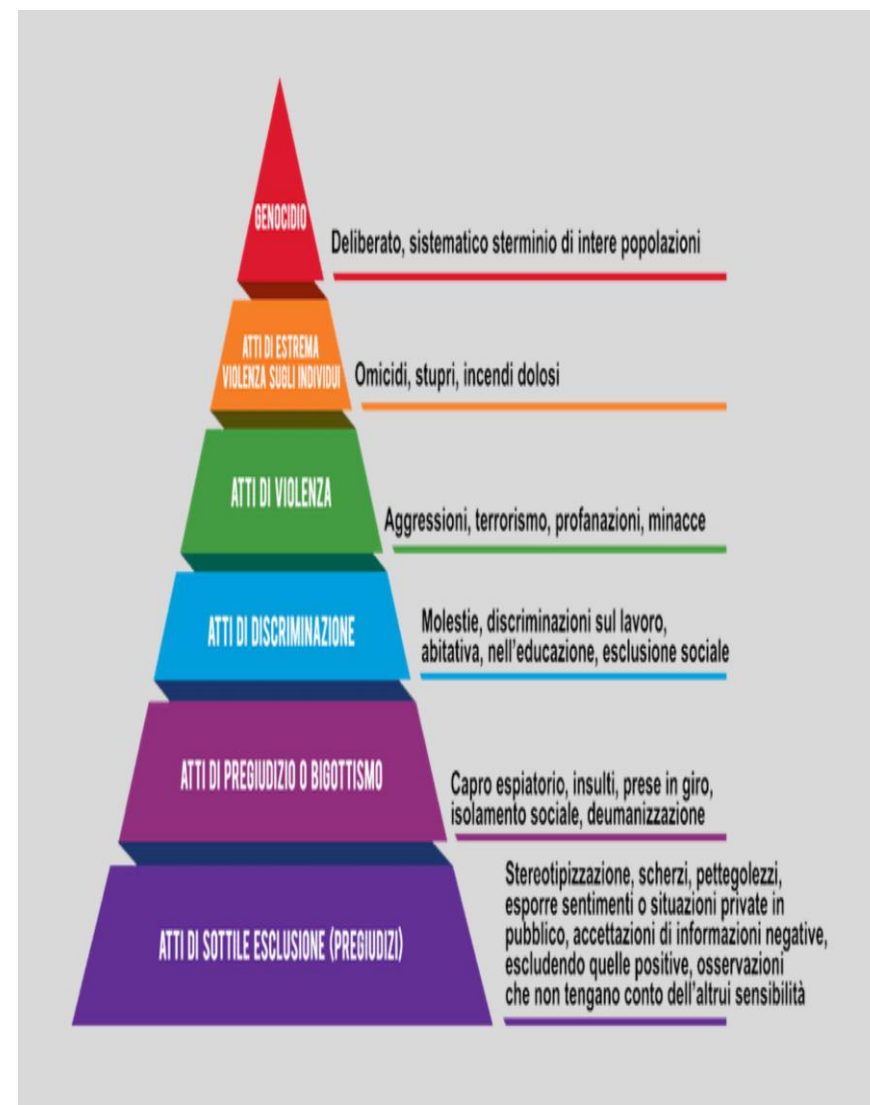 GENOCIDIO
Deliberato, sistematico sterminio di intere popolazioni
ATTI DI ESTREMA
VIOLENZA SUGLI INDIVIDUI
Omicidi, stupri, incendi dolosi
ATTI DI VIOLENZA
Aggressioni, terrorismo, profanazioni, minacce
ATTI DI DISCRIMINAZIONE
Molestie, discriminazioni sul lavoro,
abitativa, nell'educazione, esclusione sociale
ATTI DI PREGIUDIZIO O BIGOTTISMO
Capro espiatorio, insulti, prese in giro,
isolamento sociale, deumanizzazione
ATTI DI SOTTILE ESCLUSIONE (PREGIUDIZI)
Stereotipizzazione, scherzi, pettegolezzi,
esporre sentimenti o situazioni private in
pubblico, accettazioni di informazioni negative,
escludendo quelle positive, osservazioni
che non tengano conto dell'altrui sensibilità